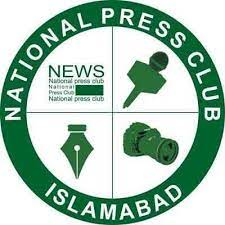 NATIONAL PRESS CLUB
NEWS
National press club
National
Press Club
National press club
ISLAMABAD